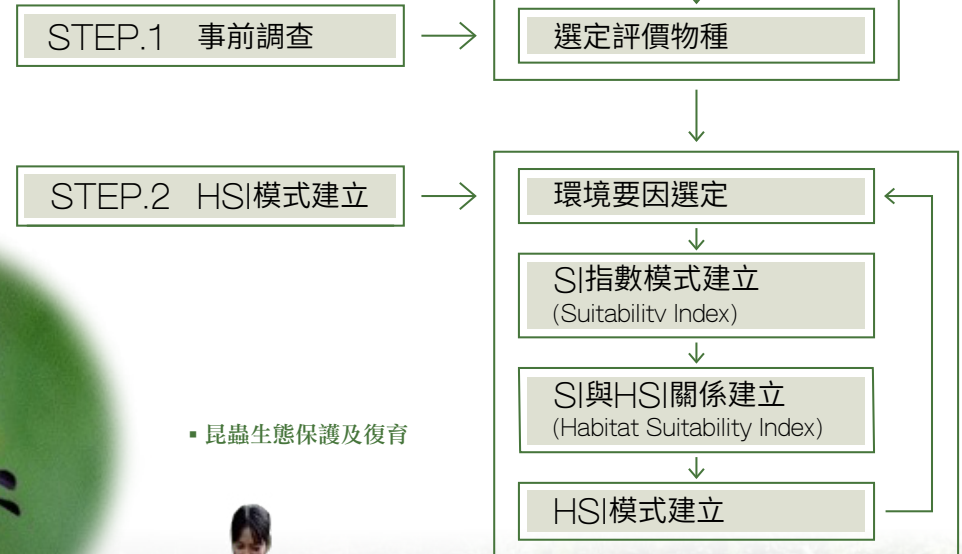 STEP.1 事前調查
選定評價物種
STEP.2 HSI模式建立
環境要因選定
SI指數模式建立
(Suitability Index)
SI與HSI關係建立
(Habitat Suitability Index)
▪ 昆蟲生態保護及復育
HSI模式建立